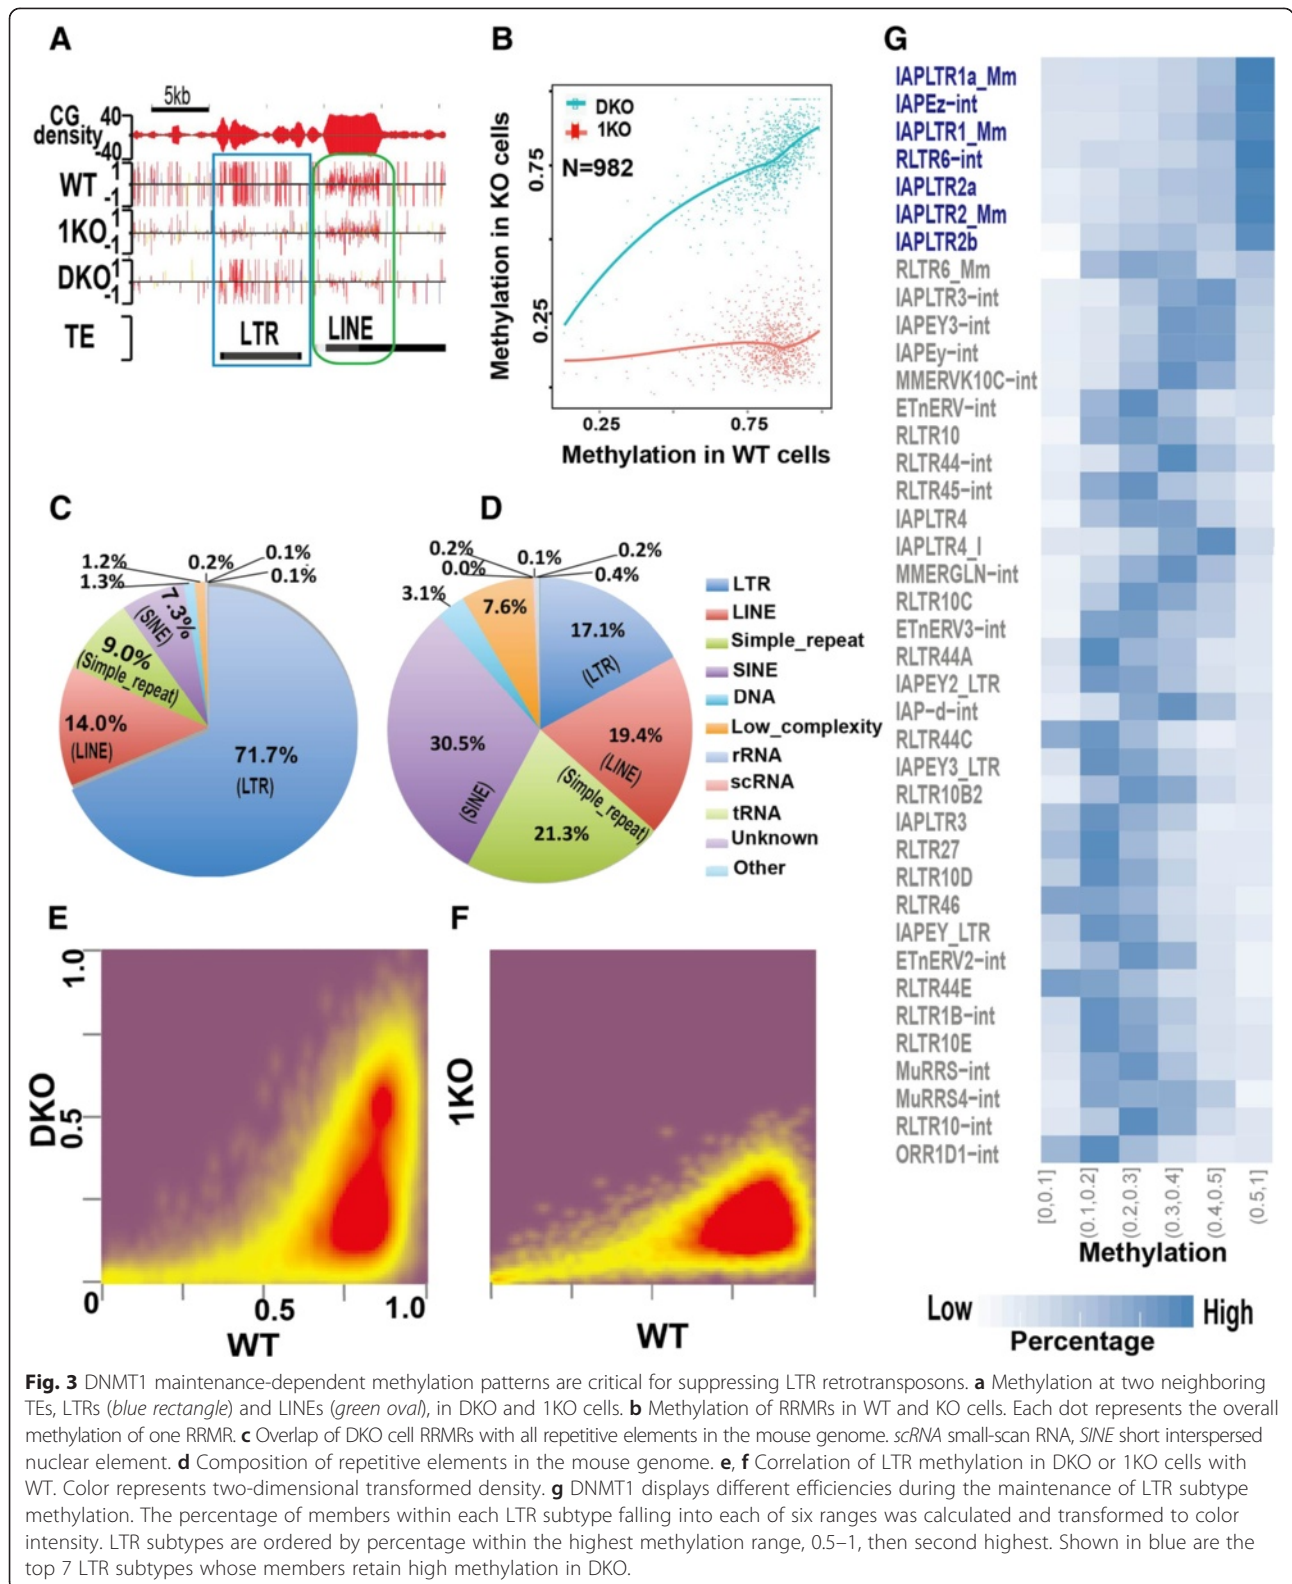 A
5kb
CG density
40
-40
WT
1
-1
1KO
1
-1
DKO
1
-1
TE
LTR
LINE
B
Methylation in KO cells
0.75
0.25
DKO
1KO
N=982
0.25
0.75
Methylation in WT cells
C
1.2%
1.3%
0.2%
0.1%
0.1%
7.3%
(SINE)
9.0%
(Simple_repeat)
14.0%
(LINE)
71.7%
(LTR)
D
0.2%
0.0%
3.1%
0.1%
0.2%
0.4%
7.6%
17.1%
(LTR)
30.5%
(SINE)
19.4%
(LINE)
(Simple_repeat)
21.3%
LTR
LINE
Simple_repeat
SINE
DNA
Low_complexity
rRNA
scRNA
tRNA
Unknown
Other
E
DKO
1.0
0.5
0
0.5
1.0
WT
F
1KO
WT
G
IAPLTR1a_Mm
IAPEz-int
IAPLTR1_Mm
RLTR6-int
IAPLTR2a
IAPLTR2_Mm
IAPLTR2b
RLTR6_Mm
IAPLTR3-int
IAPEY3-int
IAPEy-int
MMERVK10C-int
ETnERV-int
RLTR10
RLTR44-int
RLTR45-int
IAPLTR4
IAPLTR4_I
MMERGLN-int
RLTR10C
ETnERV3-int
RLTR44A
IAPEY2_LTR
IAP-d-int
RLTR44C
IAPEY3_LTR
RLTR10B2
IAPLTR3
RLTR27
RLTR10D
RLTR46
IAPEY_LTR
ETnERV2-int
RLTR44E
RLTR1B-int
RLTR10E
MuRRS-int
MuRRS4-int
RLTR10-int
ORR1D1-int
[0,0.1]
(0.1,0.2]
(0.2,0.3]
(0.3,0.4]
(0.4,0.5]
(0.5,1]
Methylation
Low
High
Percentage
Fig. 3 DNMT1 maintenance-dependent methylation patterns are critical for suppressing LTR retrotransposons. a Methylation at two neighboring
TEs, LTRs (blue rectangle) and LINEs (green oval), in DKO and 1KO cells. b Methylation of RRMRs in WT and KO cells. Each dot represents the overall
methylation of one RRMR. c Overlap of DKO cell RRMRs with all repetitive elements in the mouse genome. scRNA small-scan RNA, SINE short interspersed
nuclear element. d Composition of repetitive elements in the mouse genome. e, f Correlation of LTR methylation in DKO or 1KO cells with
WT. Color represents two-dimensional transformed density. g DNMT1 displays different efficiencies during the maintenance of LTR subtype
methylation. The percentage of members within each LTR subtype falling into each of six ranges was calculated and transformed to color
intensity. LTR subtypes are ordered by percentage within the highest methylation range, 0.5–1, then second highest. Shown in blue are the
top 7 LTR subtypes whose members retain high methylation in DKO.